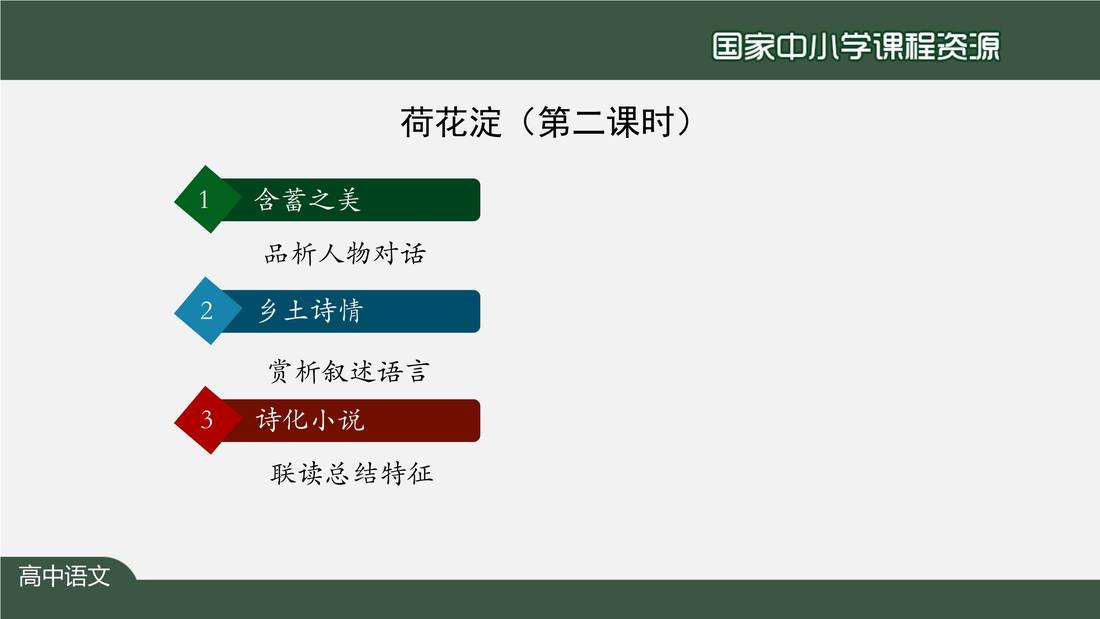 国家中小学课程资源
荷花淀（第二课时）
1 含蓄之美
品析人物对话
2 乡土诗情
赏析叙述语言
3 诗化小说
联读总结特征
高中语文